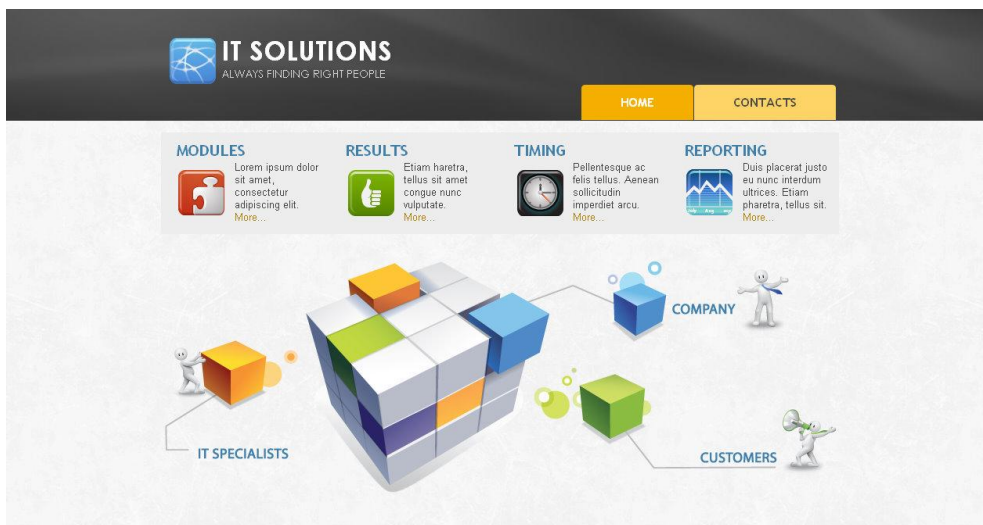 IT SOLUTIONS
ALWAYS FINDING RIGHT PEOPLE
HOME
CONTACTS
MODULES
Lorem ipsum dolor
sit amet,
consectetur
adipiscing elit.
More...
RESULTS
Etiam haretra,
tellus sit amet
congue nunc
vulputate.
More...
TIMING
Pellentesque ac
felis tellus. Aenean
sollicitudin
imperdiet arcu.
More...
REPORTING
Duis placerat justo
eu nunc interdum
ultrices. Etiam
pharetra, tellus sit.
More...
COMPANY
IT SPECIALISTS
CUSTOMERS